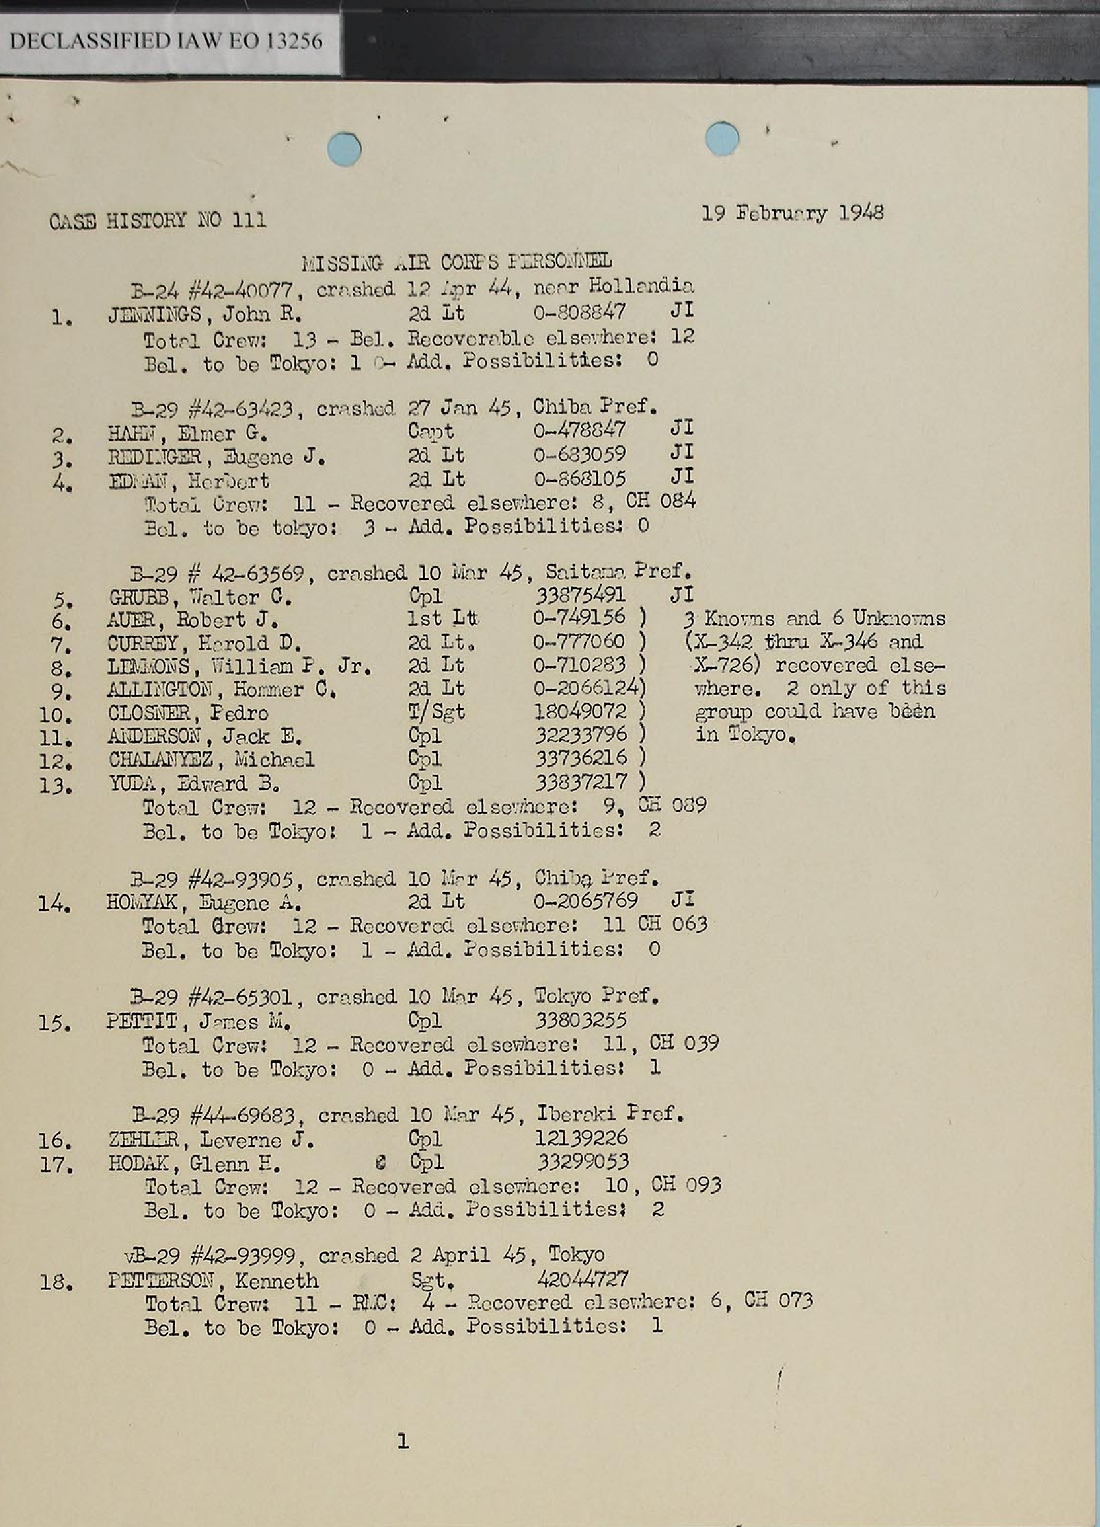 DECLASSIFIED IAW EO 13256
CASE HISTORY NO 111 19 February 1948
MISSING AIR CORPS PERSONNEL
B-24 #42-40077, crashed 12 Apr 44, near Hollandia
1. JENNINGS, John R. 2d Lt 0-808847 JI
Total Crew: 13 - Bel. Recoverable elsewhere: 12
Bel. to be Tokyo: 1 - Add. Possibilities: 0
B-29 #42-63423, crashed 27 Jan 45, Chiba Pref.
2. HAHN, Elmer G. Capt 0-478847 JI
3. REDINGER, Eugene J. 2d Lt 0-683059 JI
4. EDMAN, Herbert 2d Lt 0-868105 JI
Total Crew: 11 - Recovered elsewhere: 8, CH 084
Bel. to be tokyo: 3 - Add. Possibilities: 0
B-29 # 42-63569, crashed 10 Mar 45, Saitama Pref.
5. GRUBB, Walter C. Cpl 33875491 JI
6. AUER, Robert J. 1st Lt 0-749156 ) 3 Knowns and 6 Unknowns
7. CURREY, Harold D. 2d Lt. 0-777060 ) (X-342 thru X-346 and
8. LEMMONS, William P. Jr. 2d Lt 0-710283 ) X-726) recovered else-
9. ALLINGTON, Hommer C. 2d Lt 0-2066124) where. 2 only of this
10. CLOSNER, Pedro T/Sgt 18049072 ) group could have been
11. ANDERSON, Jack E. Cpl 32233796 ) in Tokyo.
12. CHALANYEZ, Michael Cpl 33736216 )
13. YUDA, Edward B. Cpl 33837217 )
Total Crew: 12 - Recovered elsewhere: 9, CH 089
Bel. to be Tokyo: 1 - Add. Possibilities: 2
B-29 #42-93905, crashed 10 Mar 45, Chiba Pref.
14. HOMYAK, Eugene A. 2d Lt 0-2065769 JI
Total Crew: 12 - Recovered elsewhere: 11 CH 063
Bel. to be Tokyo: 1 - Add. Possibilities: 0
B-29 #42-65301, crashed 10 Mar 45, Tokyo Pref.
15. PETTIT, James M. Cpl 33803255
Total Crew: 12 - Recovered elsewhere: 11, CH 039
Bel. to be Tokyo: 0 - Add. Possibilities: 1
B-29 #44-69683, crashed 10 Mar 45, Iberaki Pref.
16. ZEHLER, Leverne J. Cpl 12139226
17. HODAK, Glenn H. Cpl 33299053
Total Crew: 12 - Recovered elsewhere: 10, CH 093
Bel. to be Tokyo: 0 - Add. Possibilities: 2
vB-29 #42-93999, crashed 2 April 45, Tokyo
18. PETTERSON, Kenneth Sgt. 42044727
Total Crew: 11 - RMC: 4 - Recovered elsewhere: 6, CH 073
Bel. to be Tokyo: 0 - Add. Possibilities: 1
1